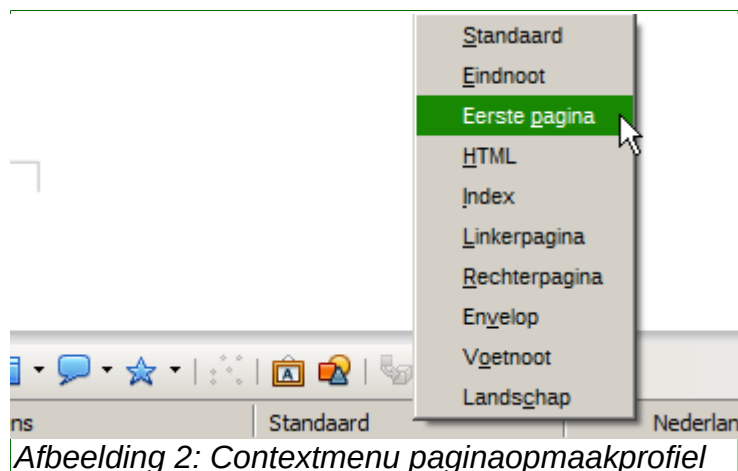 Standaard
Eindnoot
Eerste pagina
HTML
Index
Linkerpagina
Rechterpagina
Envelop
Voetnoot
Landschap
A
ns Standaard Nederlan
Afbeelding 2: Contextmenu paginaopmaakprofiel